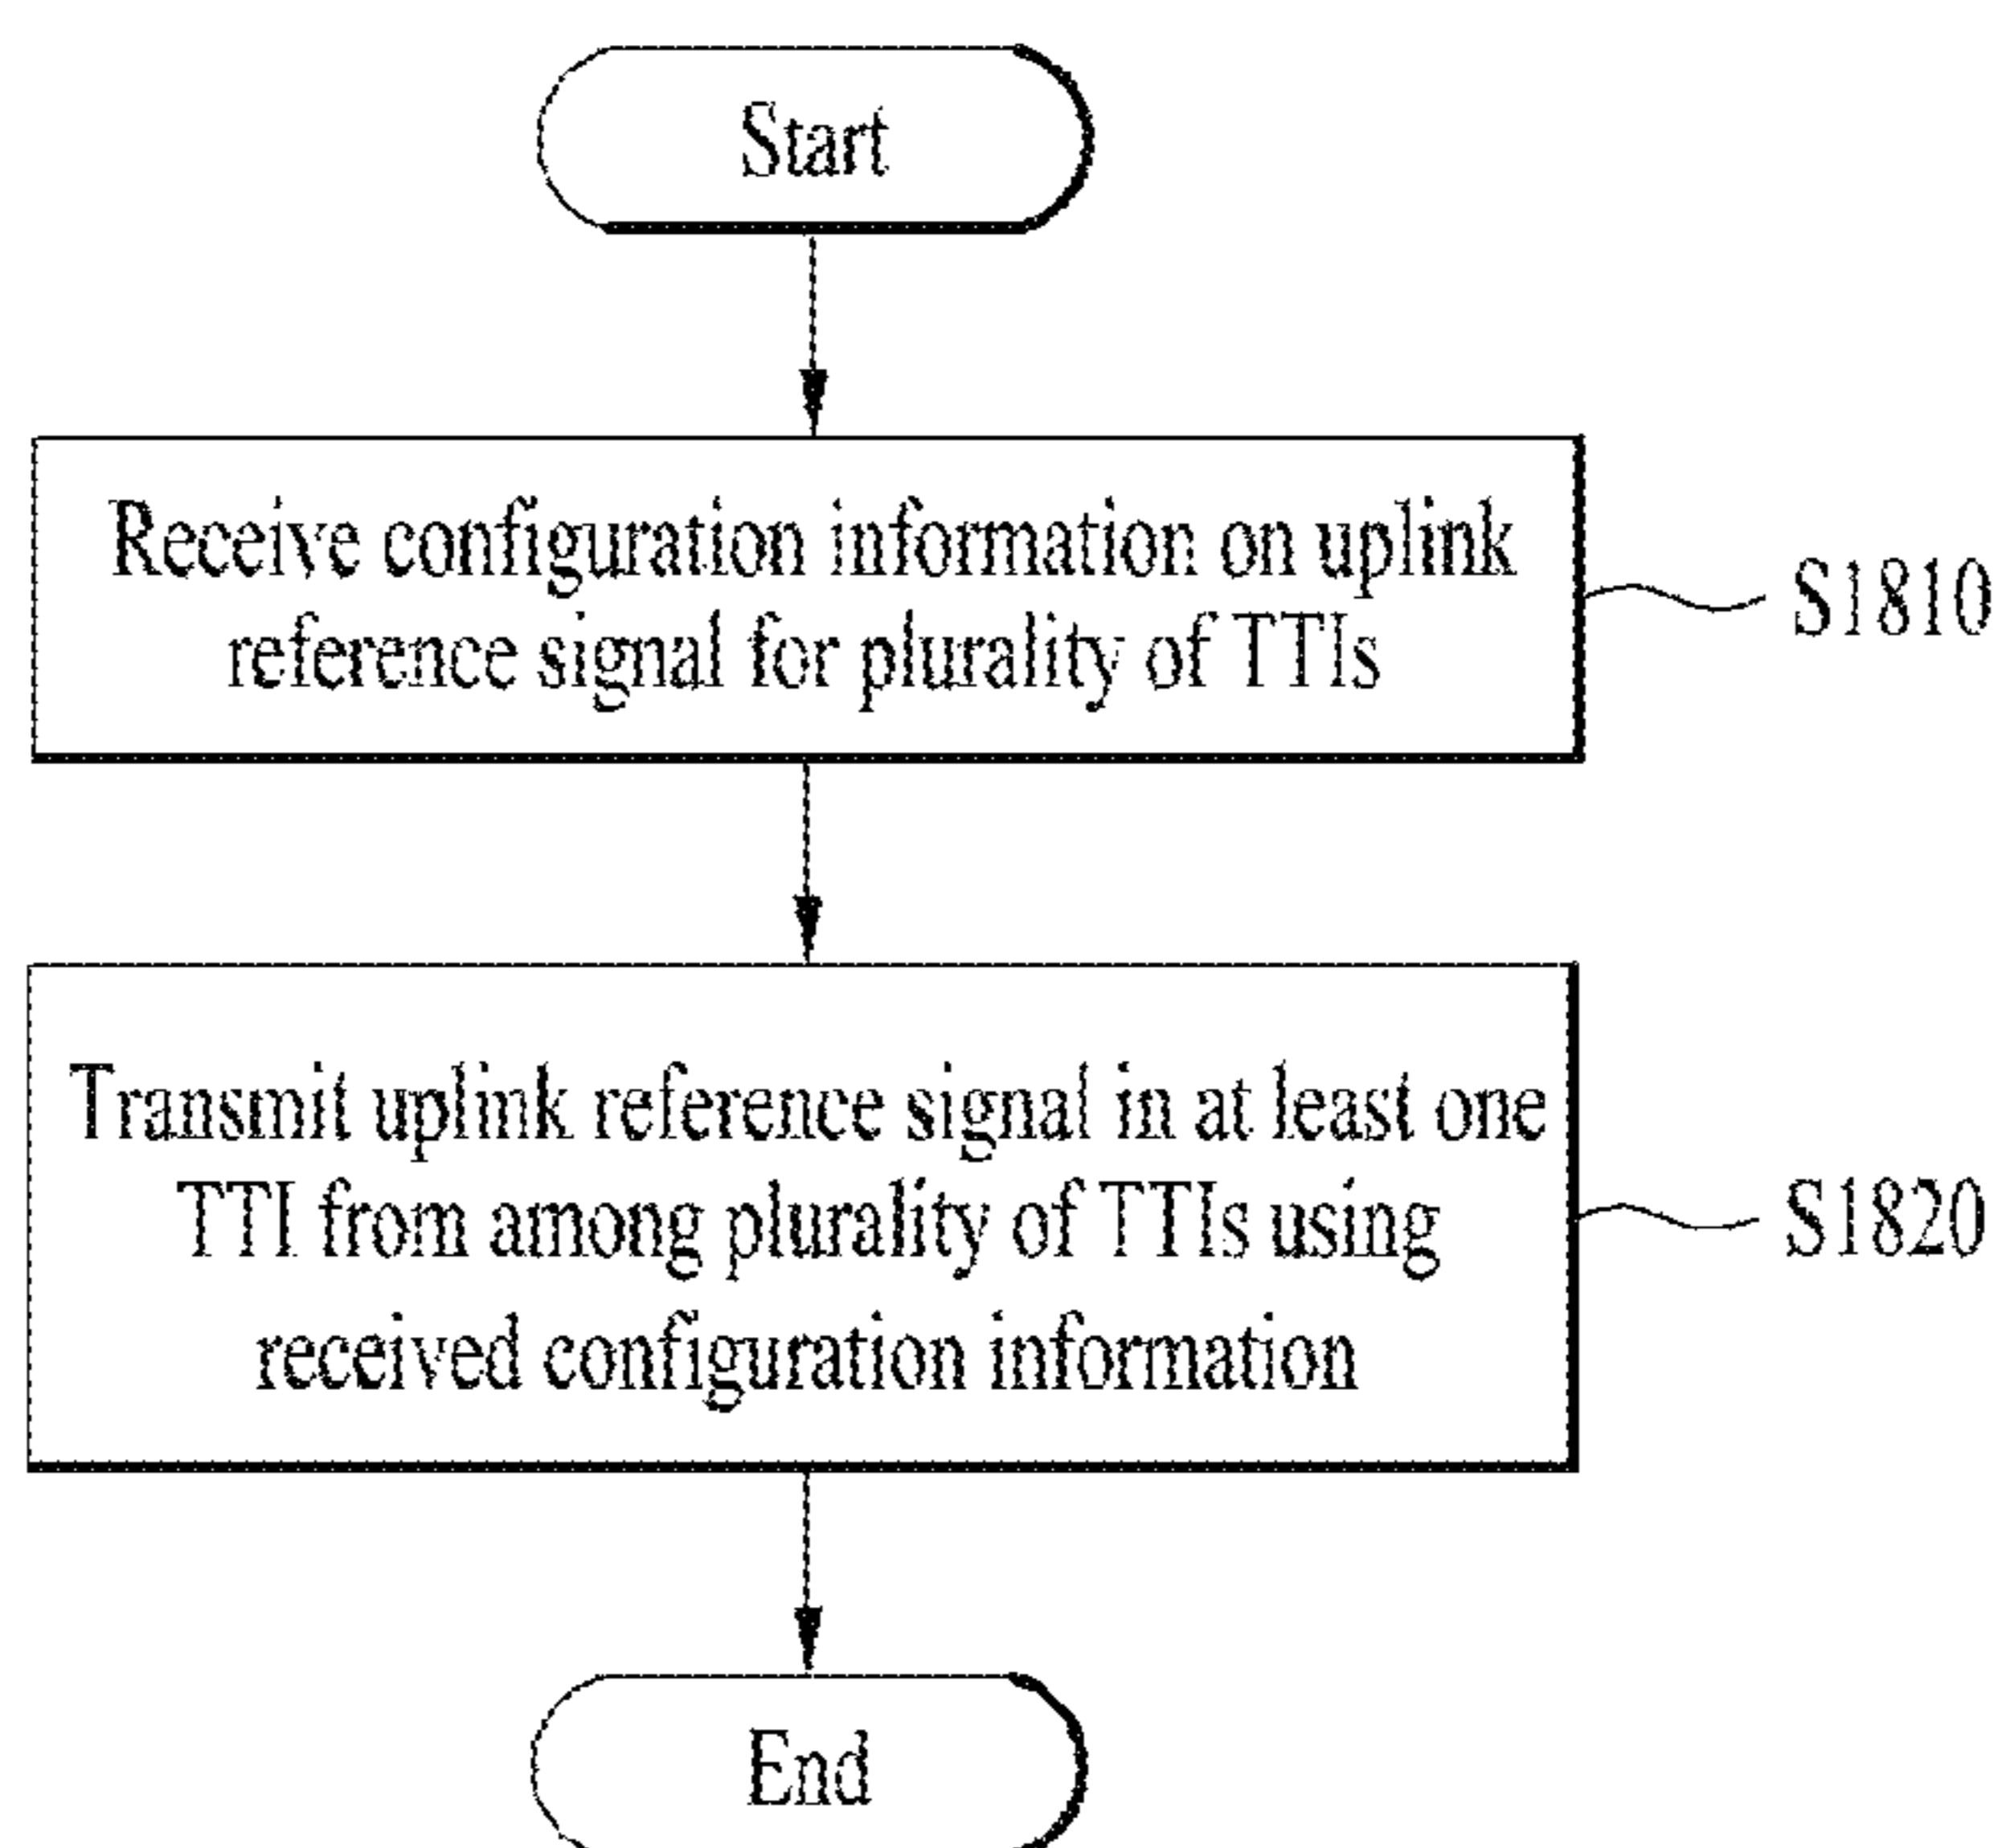 Start
Receive configuration information on uplink
reference signal for plurality of TTIs
S1810
Transmit uplink reference signal in at least one
TTI from among plurality of TTIs using
received configuration information
S1820
End